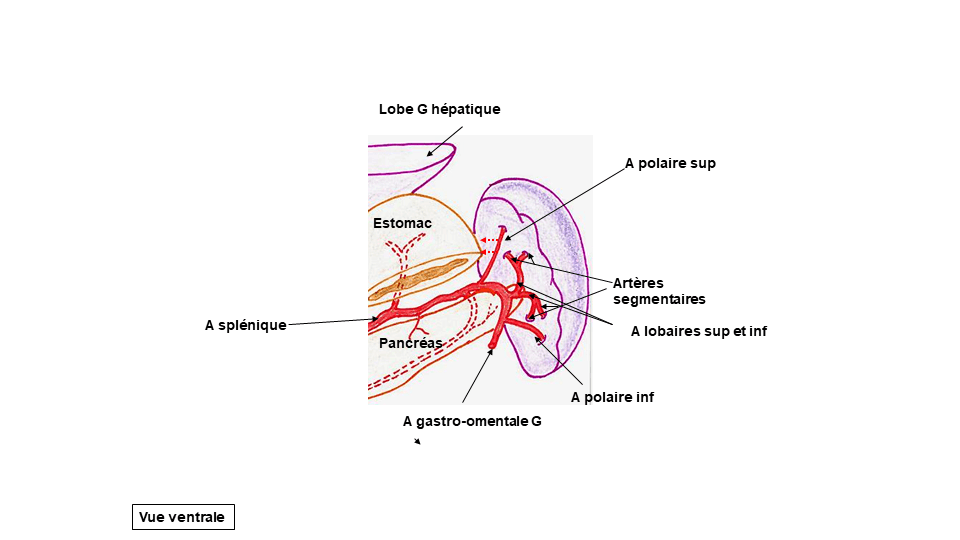 Lobe G hépatique
A polaire sup
Estomac
Artères
segmentaires
A splénique
A lobaires sup et inf
Pancréas
A polaire inf
A gastro-omentale G
Vue ventrale